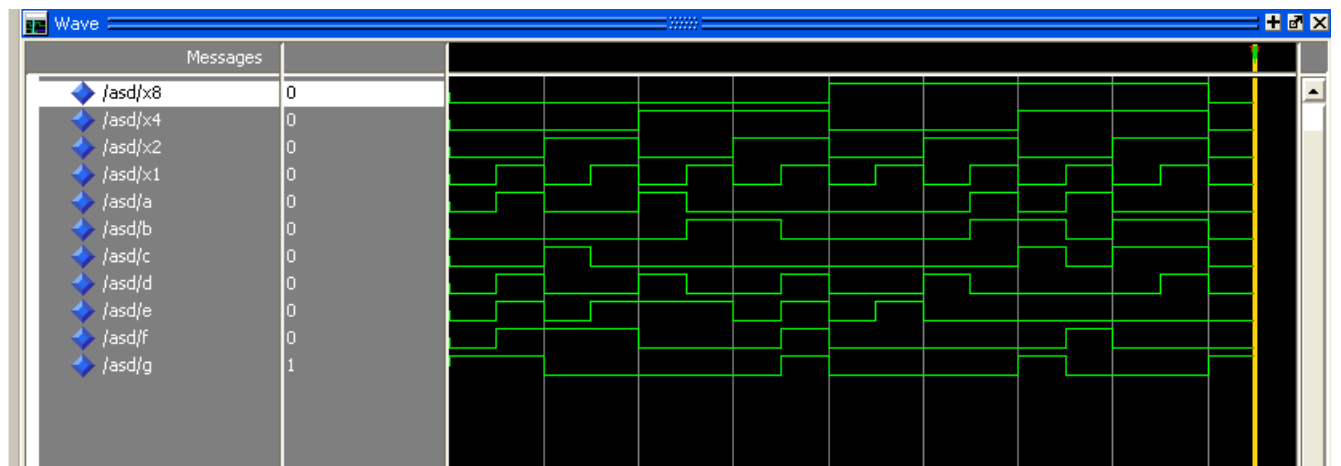 Wave
Messages
/asd/x8 0
/asd/x4 0
/asd/x2 0
/asd/x1 0
/asd/a 0
/asd/b 0
/asd/c 0
/asd/d 0
/asd/e 0
/asd/f 0
/asd/g 1